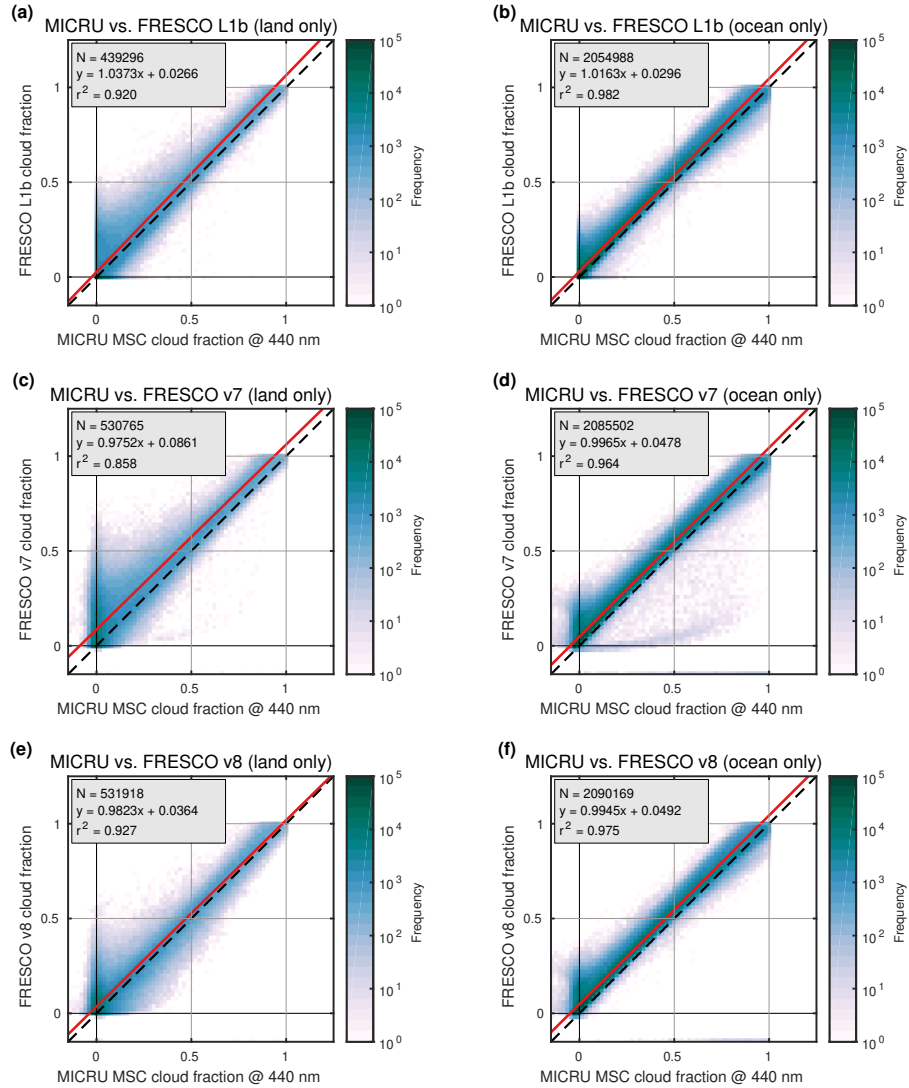 (a)
MICRU vs. FRESCO L1b (land only)
N = 439296
y = 1.0373x + 0.0266
r² = 0.920
FRESCO L1b cloud fraction
1
0.5
0
0
0.5
1
MICRU MSC cloud fraction @ 440 nm
10⁵
10⁴
10³
10²
10¹
10⁰
Frequency
(b)
MICRU vs. FRESCO L1b (ocean only)
N = 2054988
y = 1.0163x + 0.0296
r² = 0.982
FRESCO L1b cloud fraction
1
0.5
0
0
0.5
1
MICRU MSC cloud fraction @ 440 nm
10⁵
10⁴
10³
10²
10¹
10⁰
Frequency
(c)
MICRU vs. FRESCO v7 (land only)
N = 530765
y = 0.9752x + 0.0861
r² = 0.858
FRESCO v7 cloud fraction
1
0.5
0
0
0.5
1
MICRU MSC cloud fraction @ 440 nm
10⁵
10⁴
10³
10²
10¹
10⁰
Frequency
(d)
MICRU vs. FRESCO v7 (ocean only)
N = 2085502
y = 0.9965x + 0.0478
r² = 0.964
FRESCO v7 cloud fraction
1
0.5
0
0
0.5
1
MICRU MSC cloud fraction @ 440 nm
10⁵
10⁴
10³
10²
10¹
10⁰
Frequency
(e)
MICRU vs. FRESCO v8 (land only)
N = 531918
y = 0.9823x + 0.0364
r² = 0.927
FRESCO v8 cloud fraction
1
0.5
0
0
0.5
1
MICRU MSC cloud fraction @ 440 nm
10⁵
10⁴
10³
10²
10¹
10⁰
Frequency
(f)
MICRU vs. FRESCO v8 (ocean only)
N = 2090169
y = 0.9945x + 0.0492
r² = 0.975
FRESCO v8 cloud fraction
1
0.5
0
0
0.5
1
MICRU MSC cloud fraction @ 440 nm
10⁵
10⁴
10³
10²
10¹
10⁰
Frequency